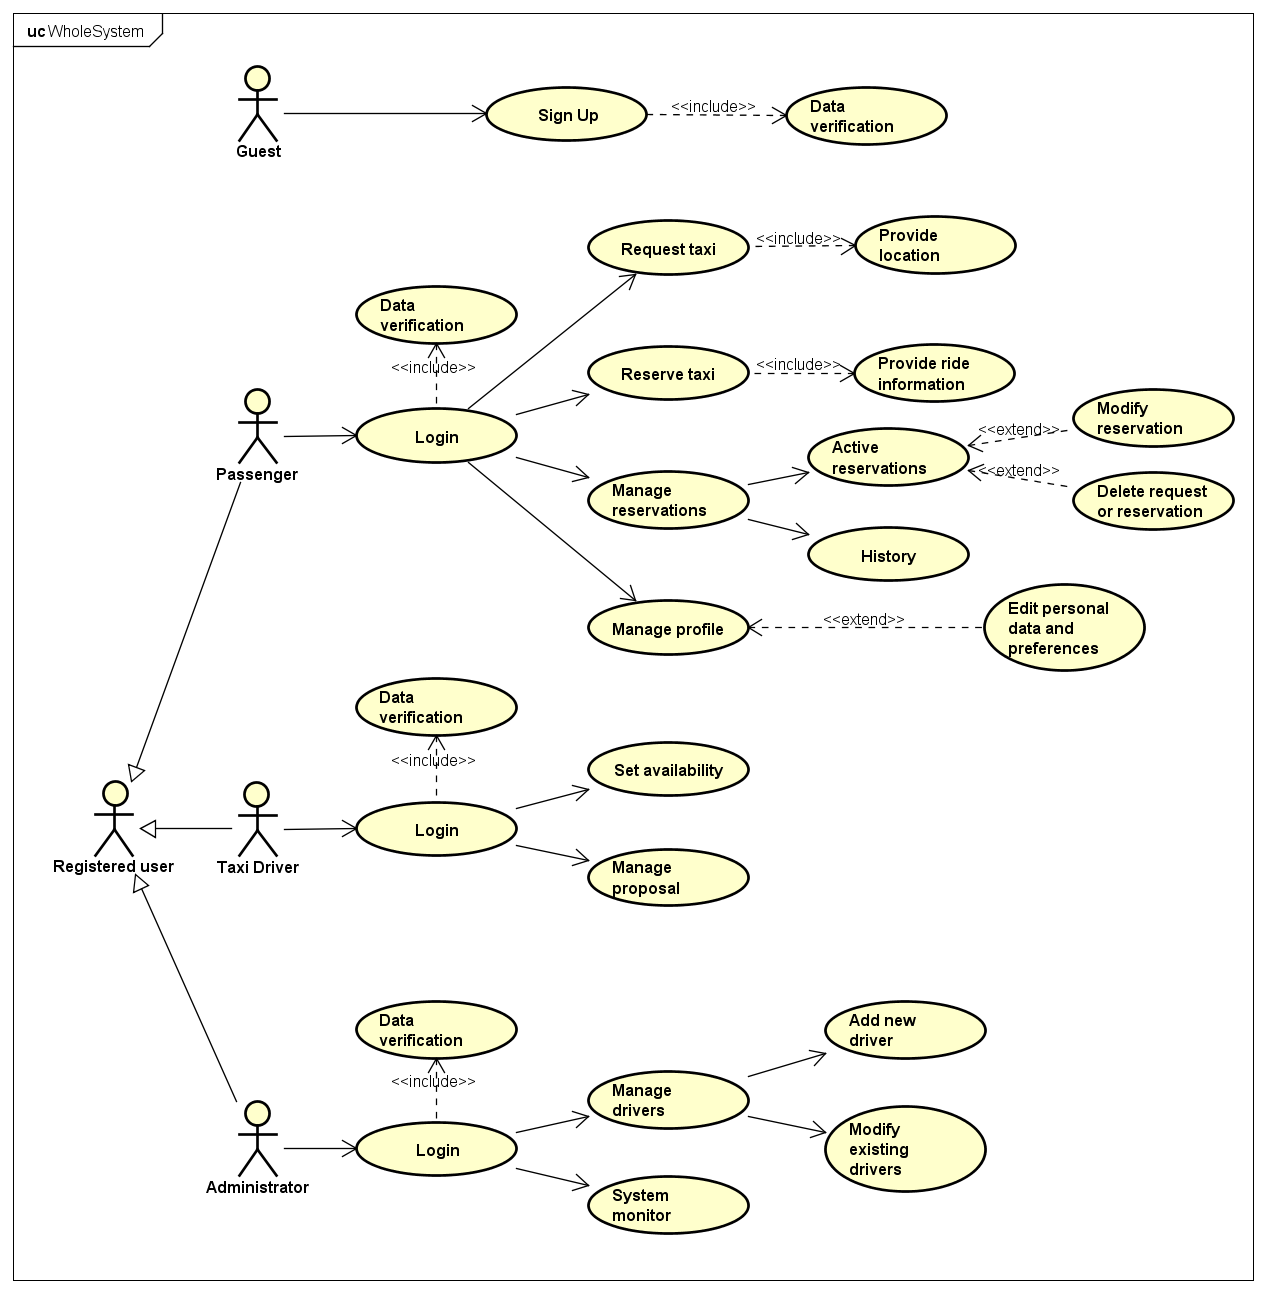 uc WholeSystem
Guest
Sign Up
<<include>>
Data
verification
Request taxi
<<include>>
Provide
location
Data
verification
<<include>>
Reserve taxi
<<include>>
Provide ride
information
Passenger
Login
Manage
reservations
Active
reservations
<<extend>>
Modify
reservation
<<extend>>
Delete request
or reservation
History
Manage profile
<<extend>>
Edit personal
data and
preferences
Data
verification
<<include>>
Set availability
Registered user
Taxi Driver
Login
Manage
proposal
Data
verification
<<include>>
Add new
driver
Manage
drivers
Modify
existing
drivers
Administrator
Login
System
monitor